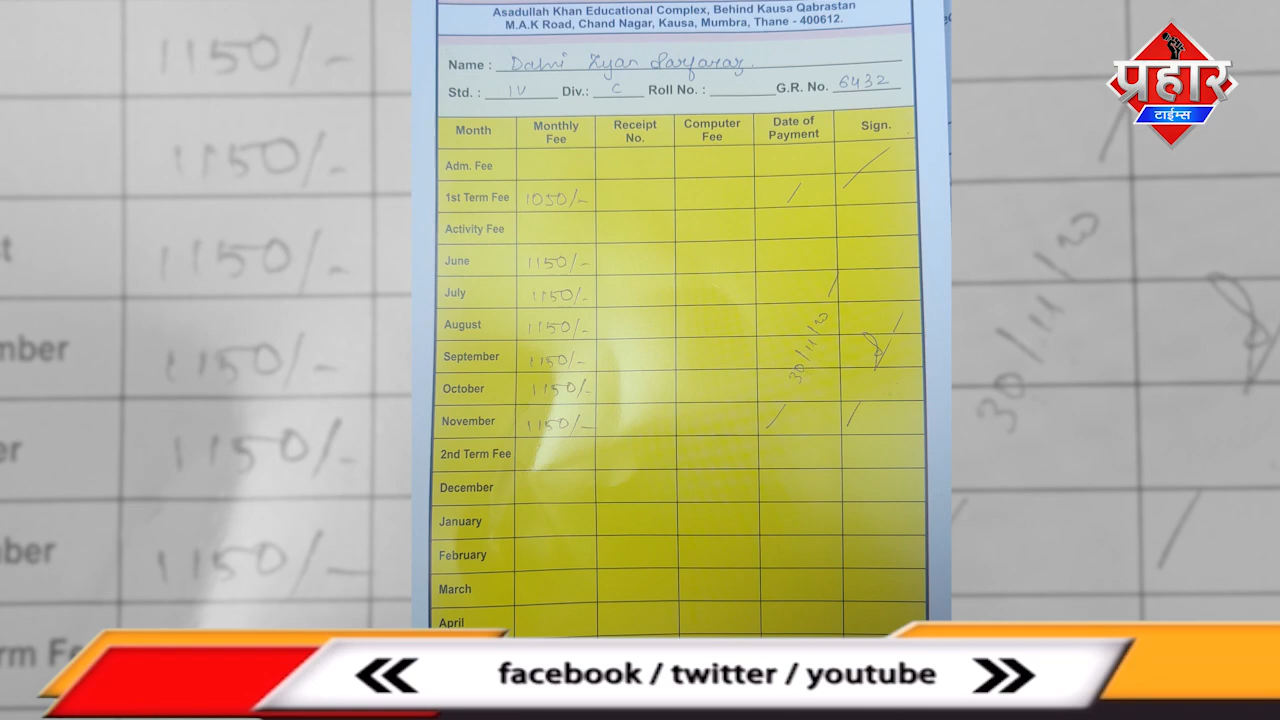 Asadullah Khan Educational Complex, Behind Kausa Qabrastan
M.A.K Road, Chand Nagar, Kausa, Mumbra, Thane - 400612.
प्रहार
टाईम्स
Name :
Std. : IV Div.: C Roll No. : G.R. No. 6432
Month Monthly Fee Receipt No. Computer Fee Date of Payment Sign.
Adm. Fee
1st Term Fee 1050/-
Activity Fee
June 1150/-
July 1150/-
August 1150/-
September 1150/- 30/11/20
October 1150/-
November 1150/-
2nd Term Fee
December
January
February
March
April
facebook / twitter / youtube